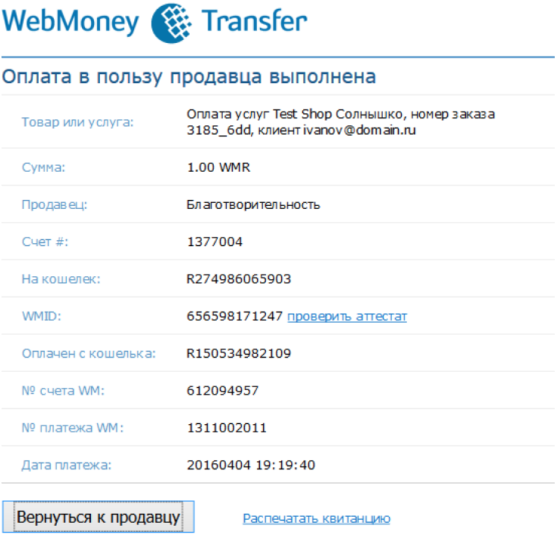 WebMoney Transfer
Оплата в пользу продавца выполнена
Товар или услуга: Оплата услуг Test Shop Солнышко, номер заказа
3185_6dd, клиент ivanov@domain.ru
Сумма: 1.00 WMR
Продавец: Благотворительность
Счет #: 1377004
На кошелек: R274986065903
WMID: 656598171247 проверить аттестат
Оплачен с кошелька: R150534982109
№ счета WM: 612094957
№ платежа WM: 1311002011
Дата платежа: 20160404 19:19:40
Вернуться к продавцу Распечатать квитанцию